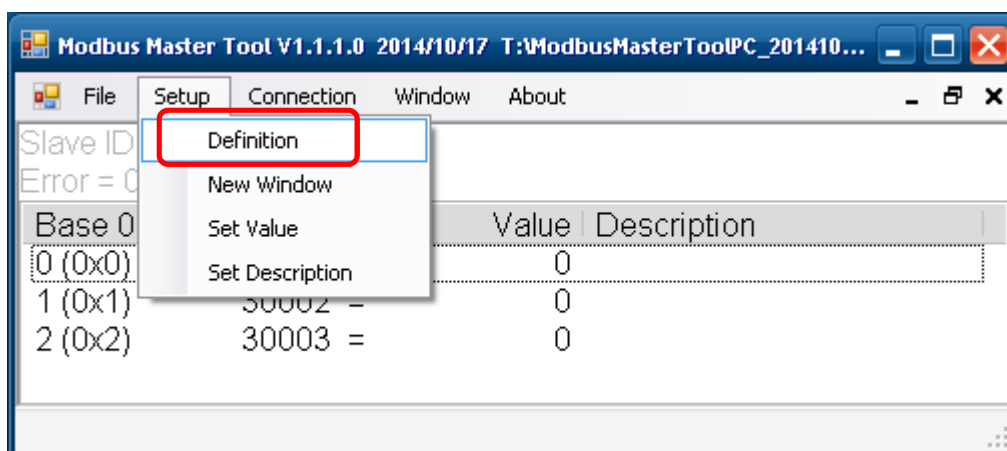 Modbus Master Tool V1.1.1.0 2014/10/17 T:\ModbusMasterToolPC_201410...
File Setup Connection Window About
Slave ID
Error = 0
Definition
New Window
Set Value
Set Description
Base 0 Value Description
0 (0x0) 0
1 (0x1) 30002 = 0
2 (0x2) 30003 = 0